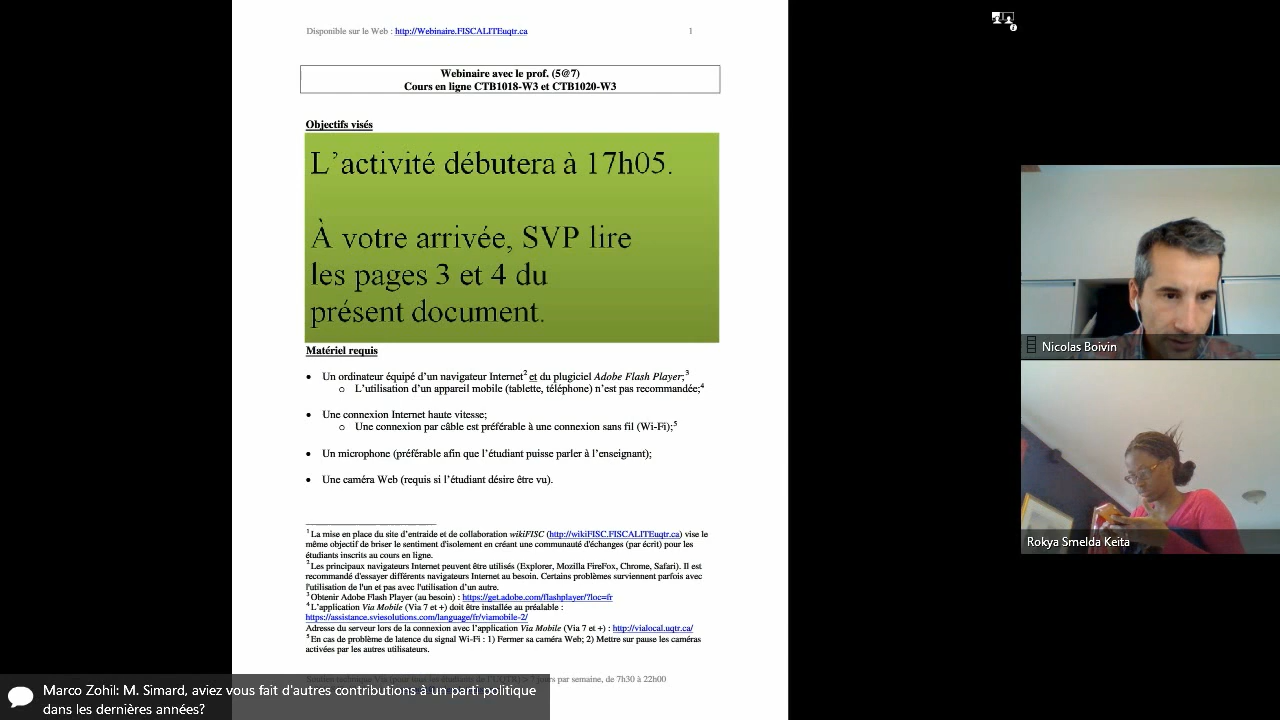 Disponible sur le Web : http://Webinaire.FISCALITEuqtr.ca 1
Webinaire avec le prof. (5@7)
Cours en ligne CTB1018-W3 et CTB1020-W3
Objectifs visés
L'activité débutera à 17h05.
À votre arrivée, SVP lire
les pages 3 et 4 du
présent document.
Matériel requis
• Un ordinateur équipé d'un navigateur Internet2 et du plugiciel Adobe Flash Player;3
o L'utilisation d'un appareil mobile (tablette, téléphone) n'est pas recommandée;4
• Une connexion Internet haute vitesse;
o Une connexion par câble est préférable à une connexion sans fil (Wi-Fi);5
• Un microphone (préférable afin que l'étudiant puisse parler à l'enseignant);
• Une caméra Web (requis si l'étudiant désire être vu).
1 La mise en place du site d'entraide et de collaboration wikiFISC (http://wikiFISC.FISCALITEuqtr.ca) vise le
même objectif de briser le sentiment d'isolement en créant une communauté d'échanges (par écrit) pour les
étudiants inscrits au cours en ligne.
2 Les principaux navigateurs Internet peuvent être utilisés (Explorer, Mozilla FireFox, Chrome, Safari). Il est
recommandé d'essayer différents navigateurs Internet au besoin. Certains problèmes surviennent parfois avec
l'utilisation de l'un et pas avec l'utilisation d'un autre.
3 Obtenir Adobe Flash Player (au besoin) : https://get.adobe.com/flashplayer/?loc=fr
4 L'application Via Mobile (Via 7 et +) doit être installée au préalable :
https://assistance.sviesolutions.com/language/fr/viamobile-2/
Adresse du serveur lors de la connexion avec l'application Via Mobile (Via 7 et +) : http://vialocal.uqtr.ca/
5 En cas de problème de latence du signal Wi-Fi : 1) Fermer sa caméra Web; 2) Mettre sur pause les caméras
activées par les autres utilisateurs.
jours par semaine, de 7h30 à 22h00
Marco Zohil: M. Simard, aviez vous fait d'autres contributions à un parti politique
dans les dernières années?
Nicolas Boivin
Rokya Smelda Keita